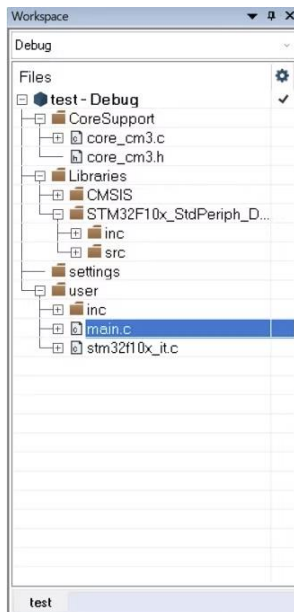 Workspace
Debug
Files
test - Debug
CoreSupport
core_cm3.c
core_cm3.h
Libraries
CMSIS
STM32F10x_StdPeriph_D...
inc
src
settings
user
inc
main.c
stm32f10x_it.c
test